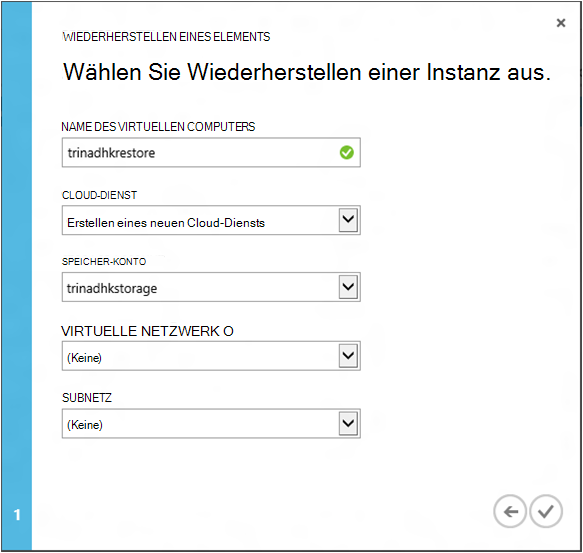 WIEDERHERSTELLEN EINES ELEMENTS
Wählen Sie Wiederherstellen einer Instanz aus.
NAME DES VIRTUELLEN COMPUTERS
trinadhkrestore
CLOUD-DIENST
Erstellen eines neuen Cloud-Diensts
SPEICHER-KONTO
trinadhkstorage
VIRTUELLE NETZWERK O
(Keine)
SUBNETZ
(Keine)
1